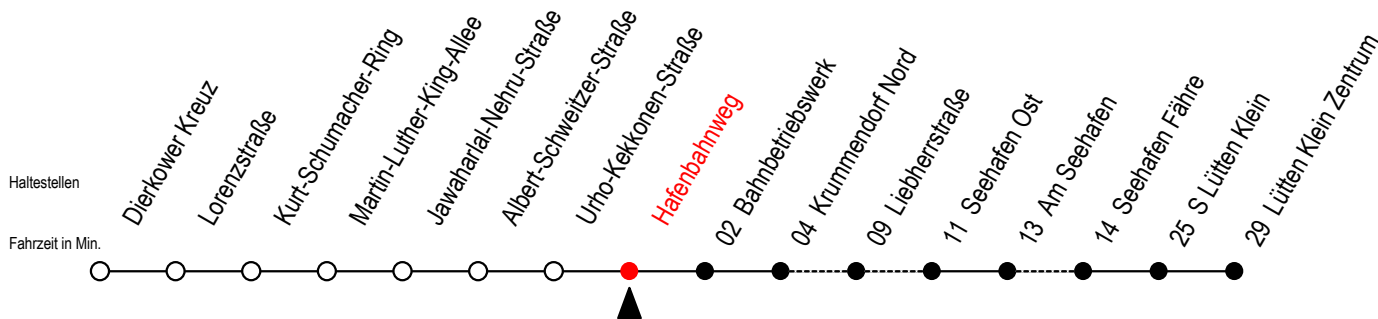 Haltestellen
Dierkower Kreuz
Lorenzstraße
Kurt-Schumacher-Ring
Martin-Luther-King-Allee
Jawaharlal-Nehru-Straße
Albert-Schweitzer-Straße
Urho-Kekkonen-Straße
Hafenbahnweg
02 Bahnbetriebswerk
04 Krummendorf Nord
09 Liebherrstraße
11 Seehafen Ost
13 Am Seehafen
14 Seehafen Fähre
25 S Lütten Klein
29 Lütten Klein Zentrum
Fahrzeit in Min.